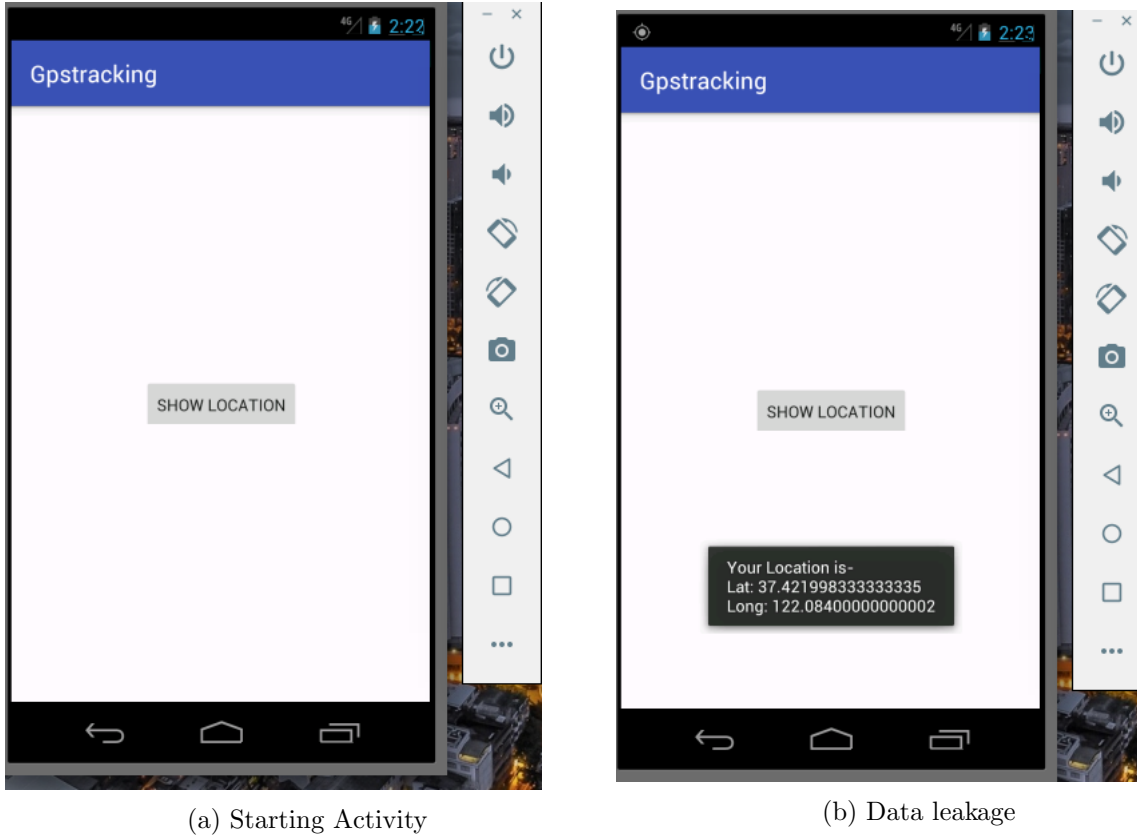 4G 2:22
Gpstracking
SHOW LOCATION
(a) Starting Activity
4G 2:23
Gpstracking
SHOW LOCATION
Your Location is-
Lat: 37.421998333333335
Long: 122.08400000000002
(b) Data leakage